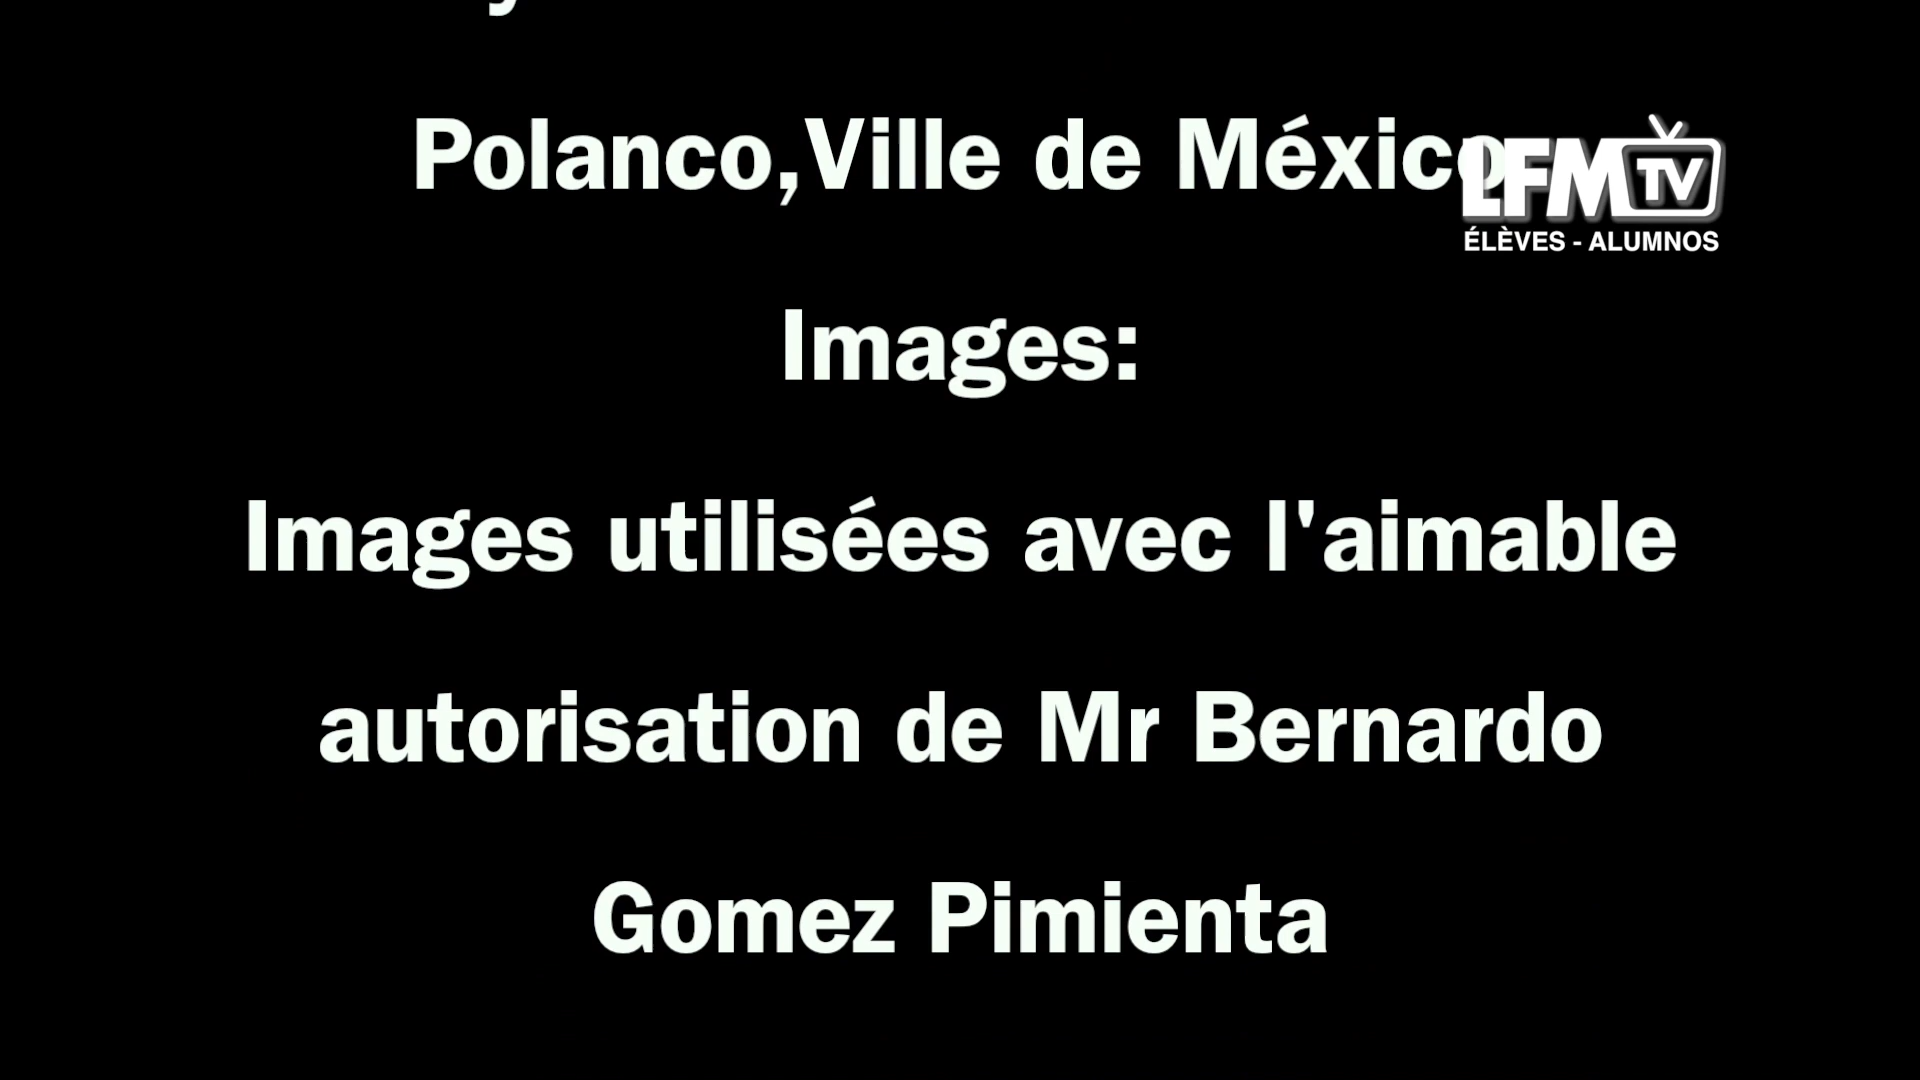 Polanco,Ville de México
LFM TV
ÉLÈVES - ALUMNOS
Images:
Images utilisées avec l'aimable
autorisation de Mr Bernardo
Gomez Pimienta